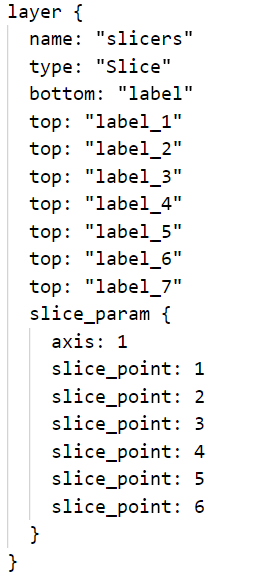 layer {
  name: "slicers"
  type: "Slice"
  bottom: "label"
  top: "label_1"
  top: "label_2"
  top: "label_3"
  top: "label_4"
  top: "label_5"
  top: "label_6"
  top: "label_7"
  slice_param {
    axis: 1
    slice_point: 1
    slice_point: 2
    slice_point: 3
    slice_point: 4
    slice_point: 5
    slice_point: 6
  }
}